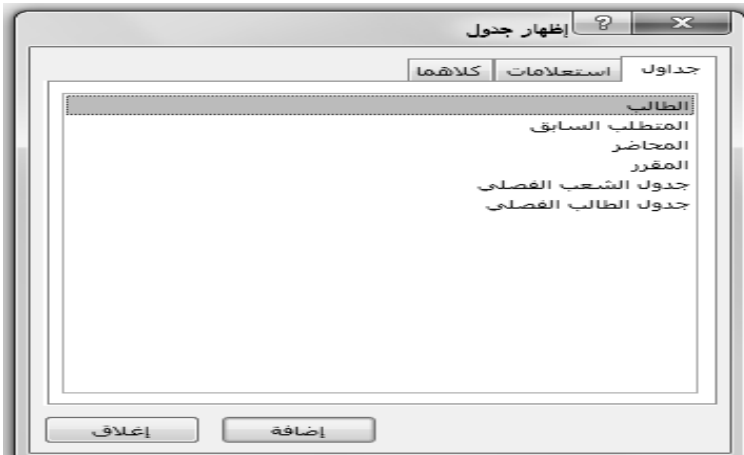 إظهار جدول
جداول استعلامات كلاهما
الطالب
المتطلب السابق
المحاضر
المقرر
جدول الشعب الفصلي
جدول الطالب الفصلي
إضافة إغلاق